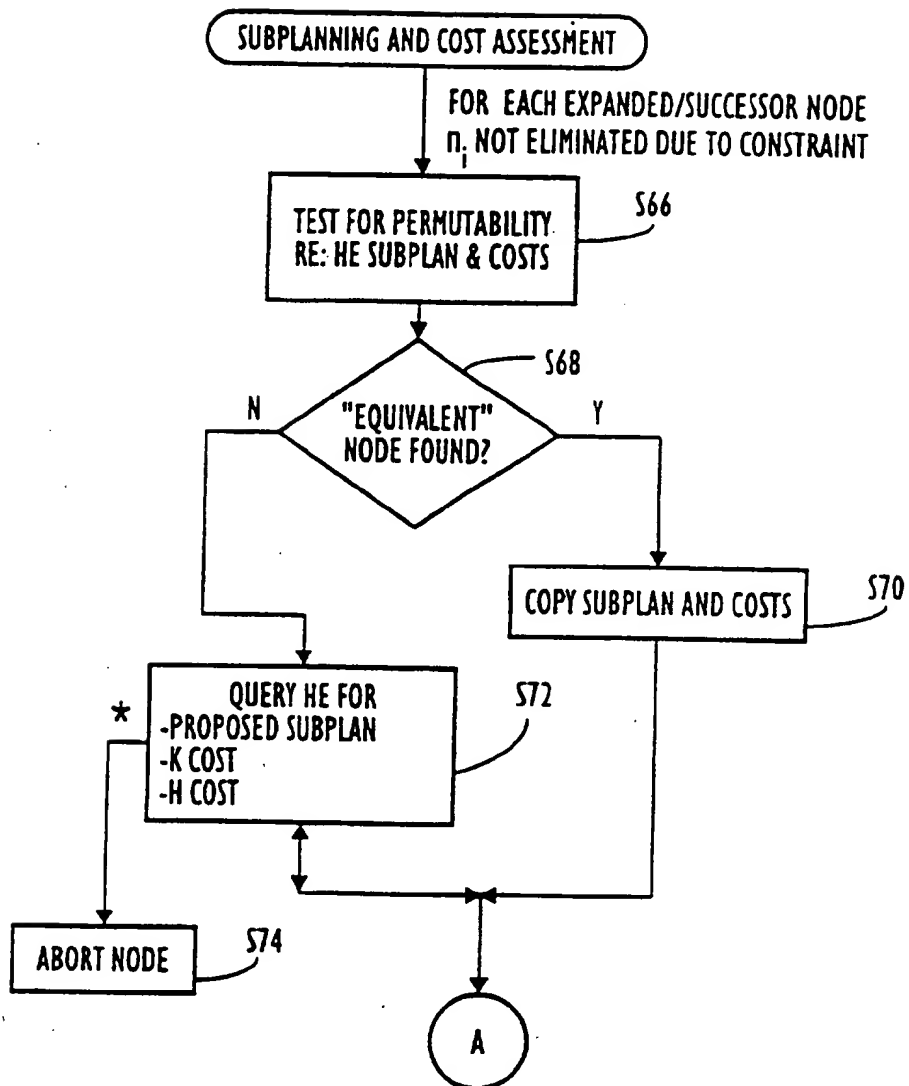 SUBPLANNING AND COST ASSESSMENT
FOR EACH EXPANDED/SUCCESSOR NODE
ni NOT ELIMINATED DUE TO CONSTRAINT
S66
TEST FOR PERMUTABILITY
RE: HE SUBPLAN & COSTS
S68
N
"EQUIVALENT"
NODE FOUND?
Y
COPY SUBPLAN AND COSTS
S70
*
QUERY HE FOR
-PROPOSED SUBPLAN
-K COST
-H COST
S72
ABORT NODE
S74
A